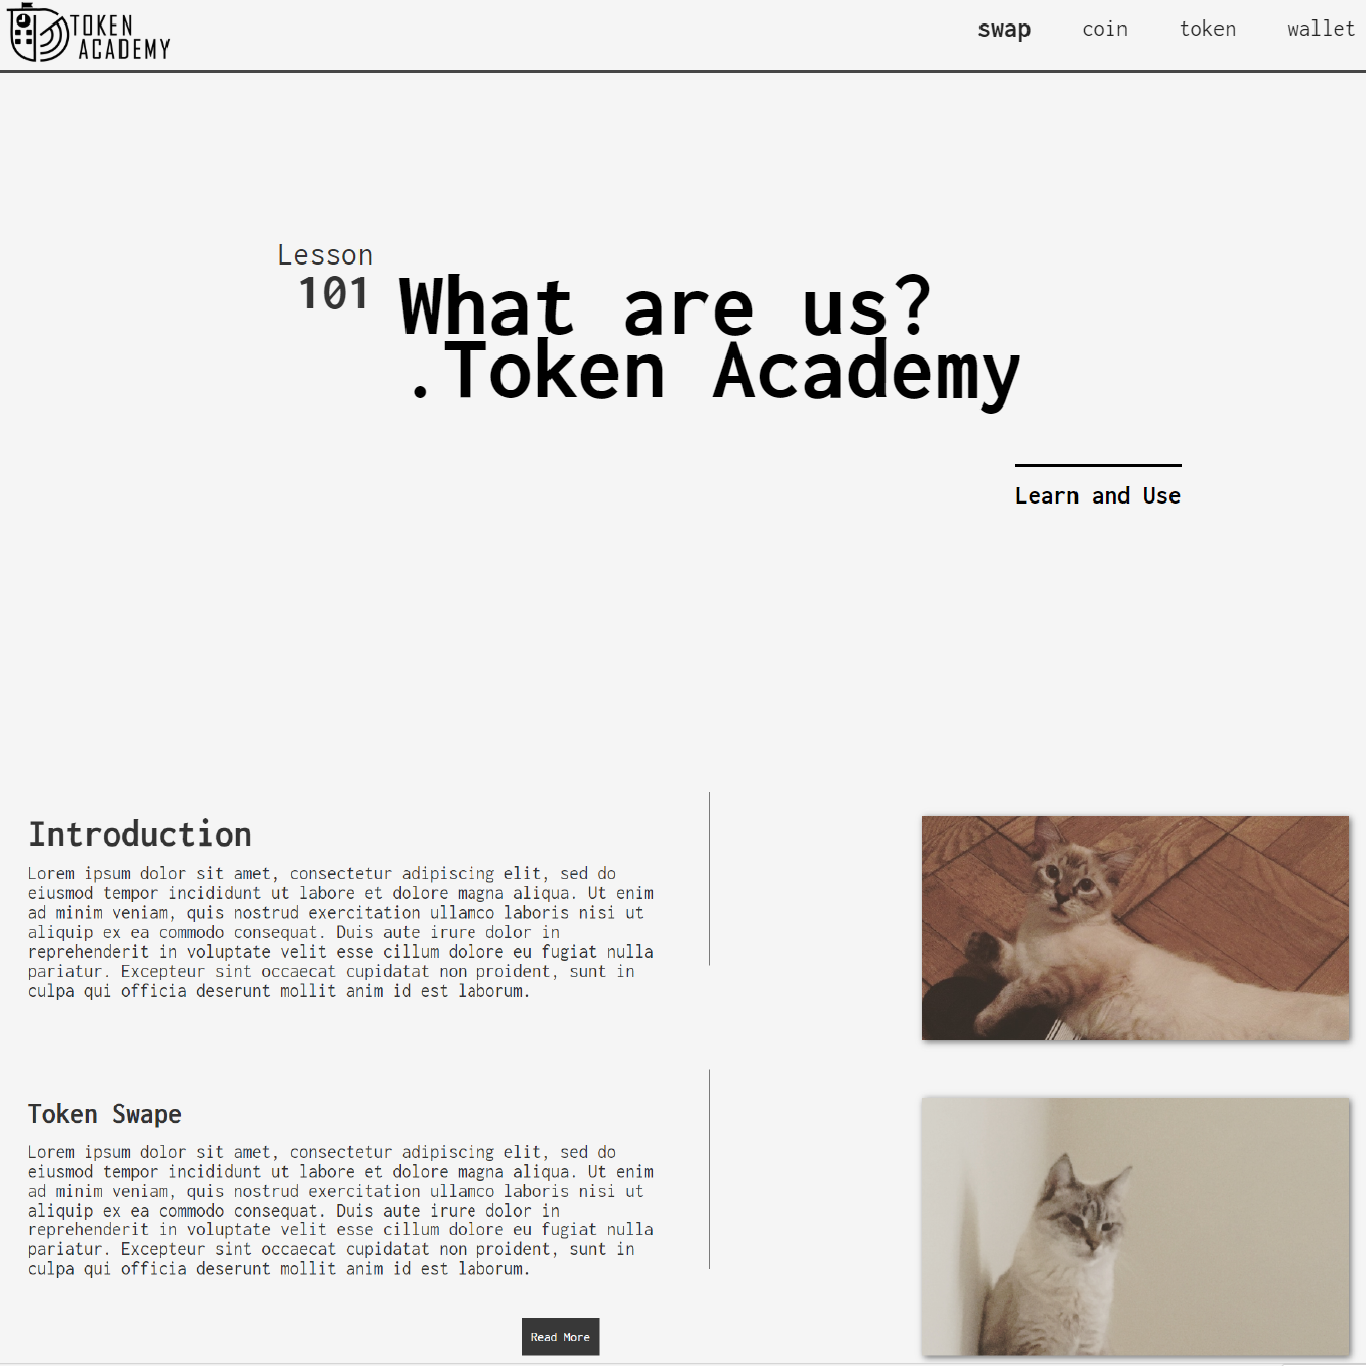 TOKEN
ACADEMY
swap coin token wallet
Lesson
101
What are us?
.Token Academy
Learn and Use
Introduction
Lorem ipsum dolor sit amet, consectetur adipiscing elit, sed do
eiusmod tempor incididunt ut labore et dolore magna aliqua. Ut enim
ad minim veniam, quis nostrud exercitation ullamco laboris nisi ut
aliquip ex ea commodo consequat. Duis aute irure dolor in
reprehenderit in voluptate velit esse cillum dolore eu fugiat nulla
pariatur. Excepteur sint occaecat cupidatat non proident, sunt in
culpa qui officia deserunt mollit anim id est laborum.
Token Swape
Lorem ipsum dolor sit amet, consectetur adipiscing elit, sed do
eiusmod tempor incididunt ut labore et dolore magna aliqua. Ut enim
ad minim veniam, quis nostrud exercitation ullamco laboris nisi ut
aliquip ex ea commodo consequat. Duis aute irure dolor in
reprehenderit in voluptate velit esse cillum dolore eu fugiat nulla
pariatur. Excepteur sint occaecat cupidatat non proident, sunt in
culpa qui officia deserunt mollit anim id est laborum.
Read More